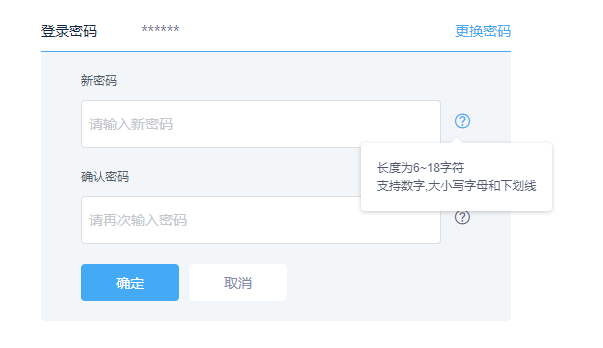 登录密码 ****** 更换密码
新密码
请输入新密码
长度为6~18字符
支持数字,大小写字母和下划线
确认密码
请再次输入密码
确定 取消